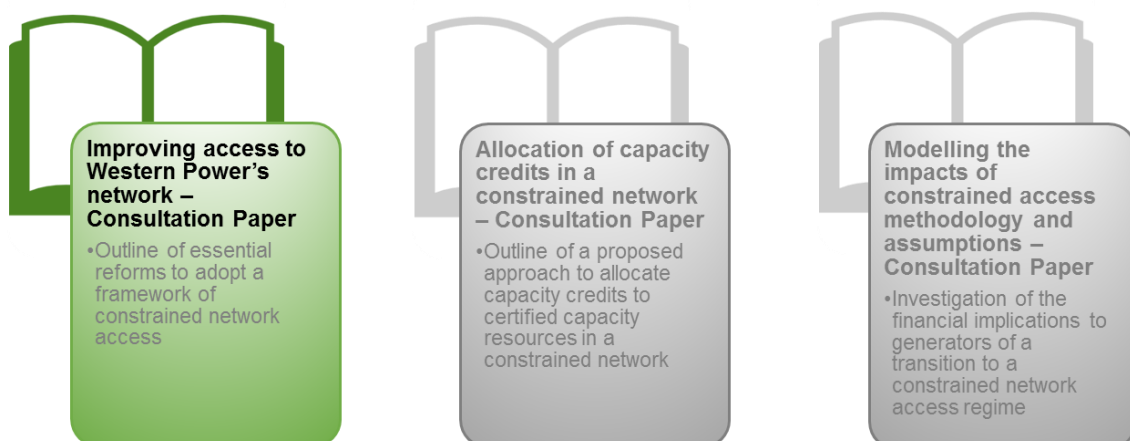 Improving access to
Western Power's
network –
Consultation Paper
•Outline of essential
reforms to adopt a
framework of
constrained network
access
Allocation of capacity
credits in a
constrained network
– Consultation Paper
•Outline of a proposed
approach to allocate
capacity credits to
certified capacity
resources in a
constrained network
Modelling the
impacts of
constrained access
methodology and
assumptions –
Consultation Paper
•Investigation of the
financial implications to
generators of a
transition to a
constrained network
access regime